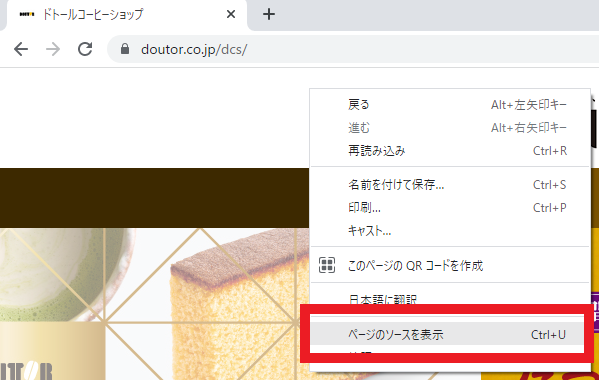 ドトールコーヒーショップ
doutor.co.jp/dcs/
戻る Alt+左矢印キー
進む Alt+右矢印キー
再読み込み Ctrl+R
名前を付けて保存... Ctrl+S
印刷... Ctrl+P
キャスト...
このページの QR コードを作成
日本語に翻訳
ページのソースを表示 Ctrl+U